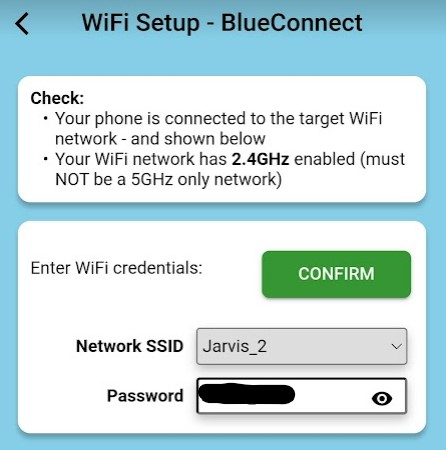 WiFi Setup - BlueConnect
Check:
• Your phone is connected to the target WiFi
network - and shown below
• Your WiFi network has 2.4GHz enabled (must
NOT be a 5GHz only network)
Enter WiFi credentials:
CONFIRM
Network SSID
Jarvis_2
Password